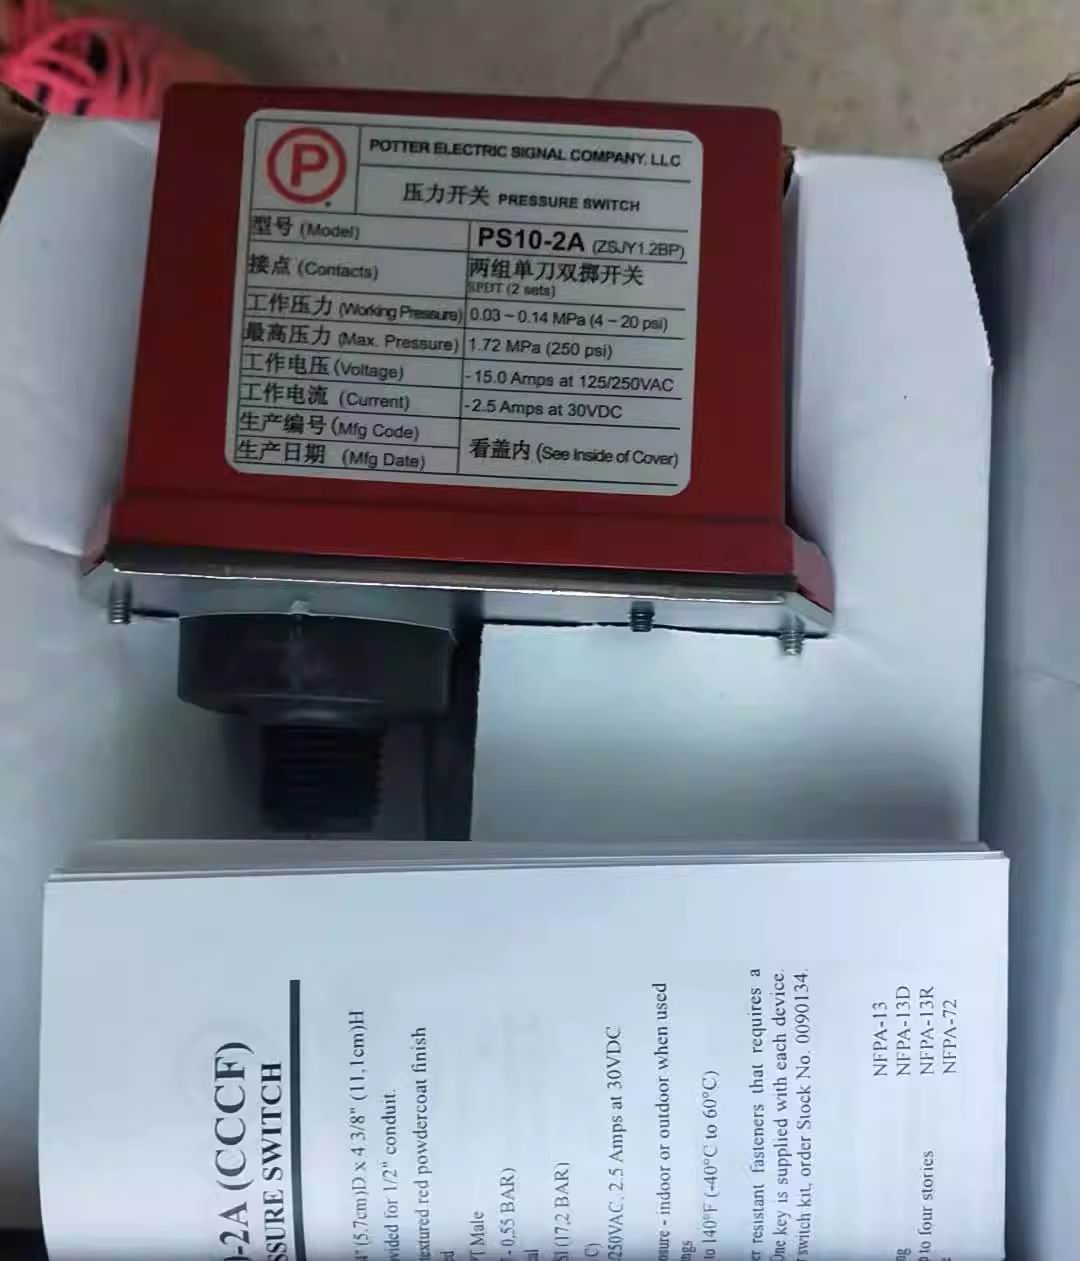 P
POTTER ELECTRIC SIGNAL COMPANY, LLC
压力开关 PRESSURE SWITCH
型号 (Model) PS10-2A (ZSJY1.2BP)
接点 (Contacts) 两组单刀双掷开关
SPDT (2 sets)
工作压力 (Working Pressure) 0.03 ~ 0.14 MPa (4 ~ 20 psi)
最高压力 (Max. Pressure) 1.72 MPa (250 psi)
工作电压 (Voltage) - 15.0 Amps at 125/250VAC
工作电流 (Current) - 2.5 Amps at 30VDC
生产编号 (Mfg Code) 看盖内 (See Inside of Cover)
生产日期 (Mfg Date)
)-2A (CCCF)
SSURE SWITCH
4" (5.7cm)D x 4 3/8" (11,1cm)H
vided for 1/2" conduit.
extured red powdercoat finish
ed
T Male
- 0,55 BAR)
al
SI (17,2 BAR)
C)
250VAC, 2.5 Amps at 30VDC
osure - indoor or outdoor when used
ngs
to 140°F (-40°C to 60°C)
er resistant fasteners that requires a
One key is supplied with each device.
switch kit, order Stock No. 0090134.
NFPA-13
NFPA-13D
NFPA-13R
NFPA-72
ng
to four stories